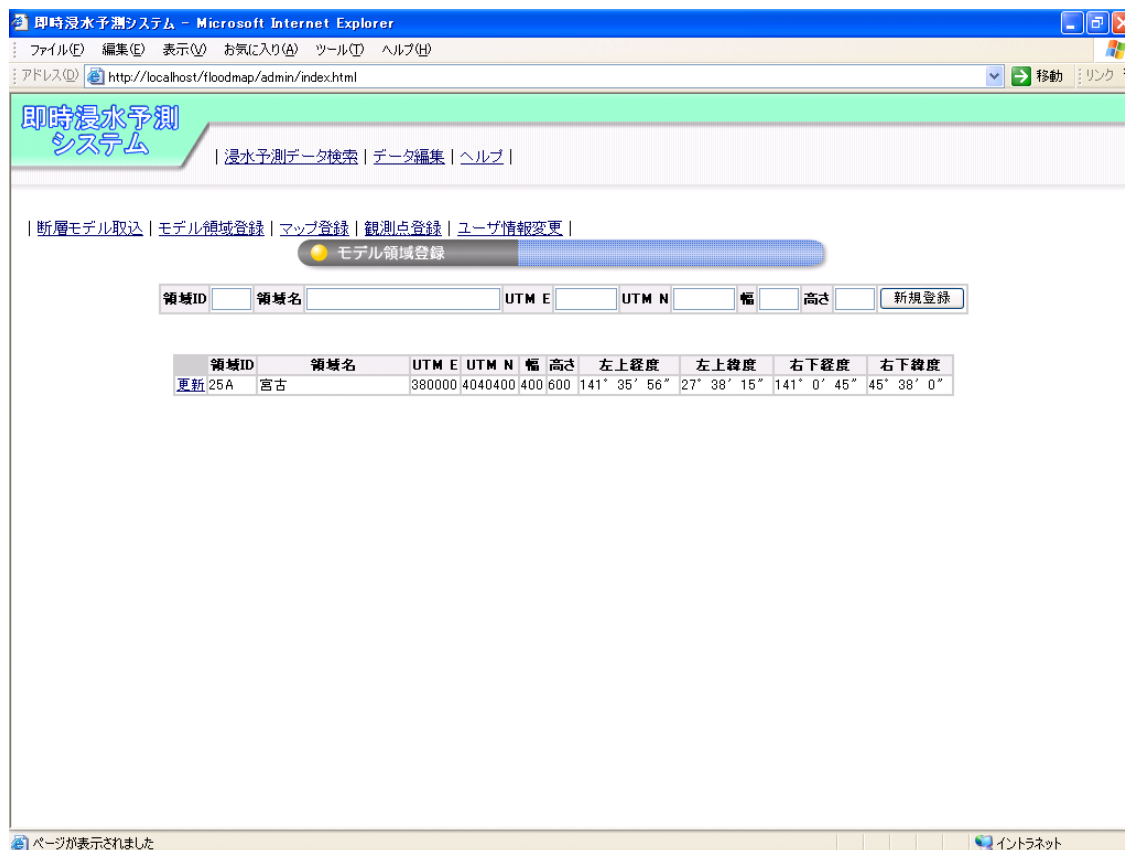 即時浸水予測システム - Microsoft Internet Explorer
ファイル(F) 編集(E) 表示(V) お気に入り(A) ツール(T) ヘルプ(H)
アドレス(D) http://localhost/floodmap/admin/index.html 移動 リンク
即時浸水予測
システム
| 浸水予測データ検索 | データ編集 | ヘルプ |
| 断層モデル取込 | モデル領域登録 | マップ登録 | 観測点登録 | ユーザ情報変更 |
モデル領域登録
領域ID 領域名 UTM E UTM N 幅 高さ 新規登録
領域ID 領域名 UTM E UTM N 幅 高さ 左上経度 左上緯度 右下経度 右下緯度
更新 25A 宮古 380000 4040400 400 600 141° 35′ 56″ 27° 38′ 15″ 141° 0′ 45″ 45° 38′ 0″
ページが表示されました イントラネット